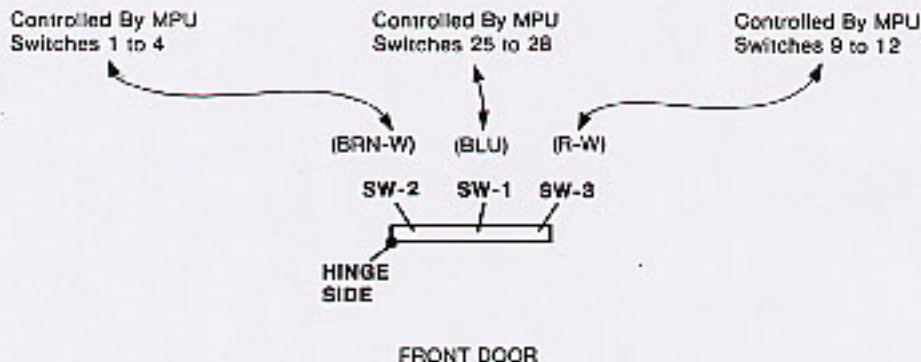 Controlled By MPU
Switches 1 to 4
Controlled By MPU
Switches 25 to 28
Controlled By MPU
Switches 9 to 12
(BRN-W)
(BLU)
(R-W)
SW-2
SW-1
SW-3
HINGE
SIDE
FRONT DOOR